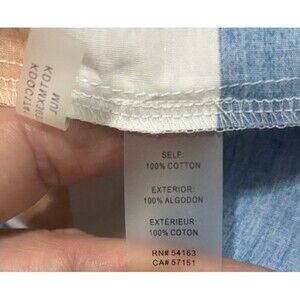 SELF:
100% COTTON
EXTERIOR:
100% ALGODON
EXTÉRIEUR:
100% COTON
RN# 54163
CA# 57151